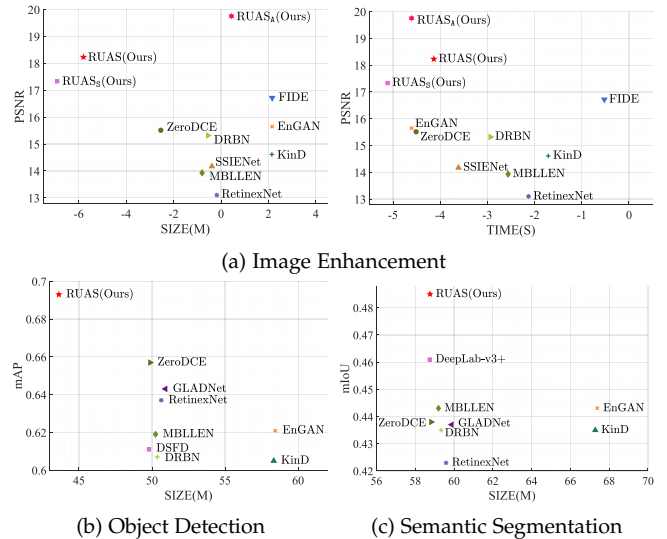 20
19
18
17
16
15
14
13
PSNR
RUAS_A(Ours)
RUAS(Ours)
RUAS_S(Ours)
FIDE
ZeroDCE
EnGAN
DRBN
SSIENet
KinD
MBLLEN
RetinexNet
-6 -4 -2 0 2 4
SIZE(M)
20
19
18
17
16
15
14
13
PSNR
RUAS_A(Ours)
RUAS(Ours)
RUAS_S(Ours)
FIDE
EnGAN
ZeroDCE
DRBN
KinD
SSIENet
MBLLEN
RetinexNet
-5 -4 -3 -2 -1 0
TIME(S)
(a) Image Enhancement
0.7
0.68
0.66
0.64
0.62
0.6
mAP
RUAS(Ours)
ZeroDCE
GLADNet
RetinexNet
MBLLEN
EnGAN
DSFD
DRBN
KinD
45 50 55 60
SIZE(M)
(b) Object Detection
0.48
0.47
0.46
0.45
0.44
0.43
0.42
mIoU
RUAS(Ours)
DeepLab-v3+
MBLLEN
EnGAN
ZeroDCE
GLADNet
DRBN
KinD
RetinexNet
56 58 60 62 64 66 68 70
SIZE(M)
(c) Semantic Segmentation